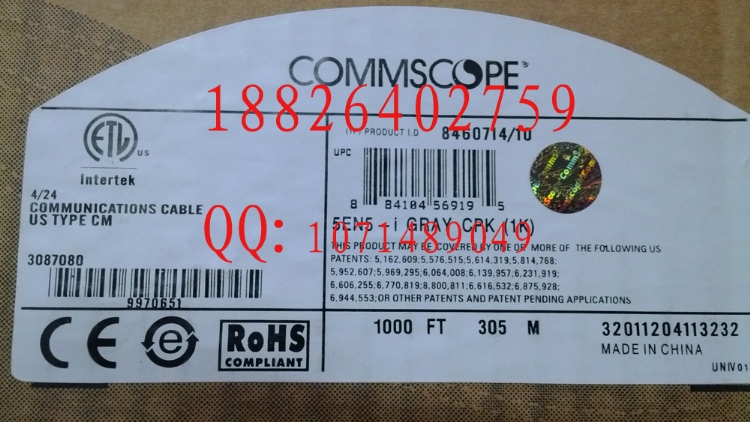 COMMSCOPE®
18826402759
ETL US
Intertek
4/24
COMMUNICATIONS CABLE
US TYPE CM
3087080
9970651
PRODUCT I.D 8460714/10
UPC
8 84104 56919 5
5EN5 i GRAY CPK (1K)
QQ: 1071489049
THIS PRODUCT MAY BE COVERED BY ONE OR MORE OF THE FOLLOWING US
PATENTS: 5,162,609; 5,576,515; 5,614,319; 5,814,768;
5,952,607; 5,969,295; 6,064,008; 6,139,957; 6,231,919;
6,606,255; 6,770,819; 8,800,811; 6,616,532; 6,875,928;
6,944,553; OR OTHER PATENTS AND PATENT PENDING APPLICATIONS
CE
e
RoHS
COMPLIANT
1000 FT 305 M
32011204113232
MADE IN CHINA
UNIV01